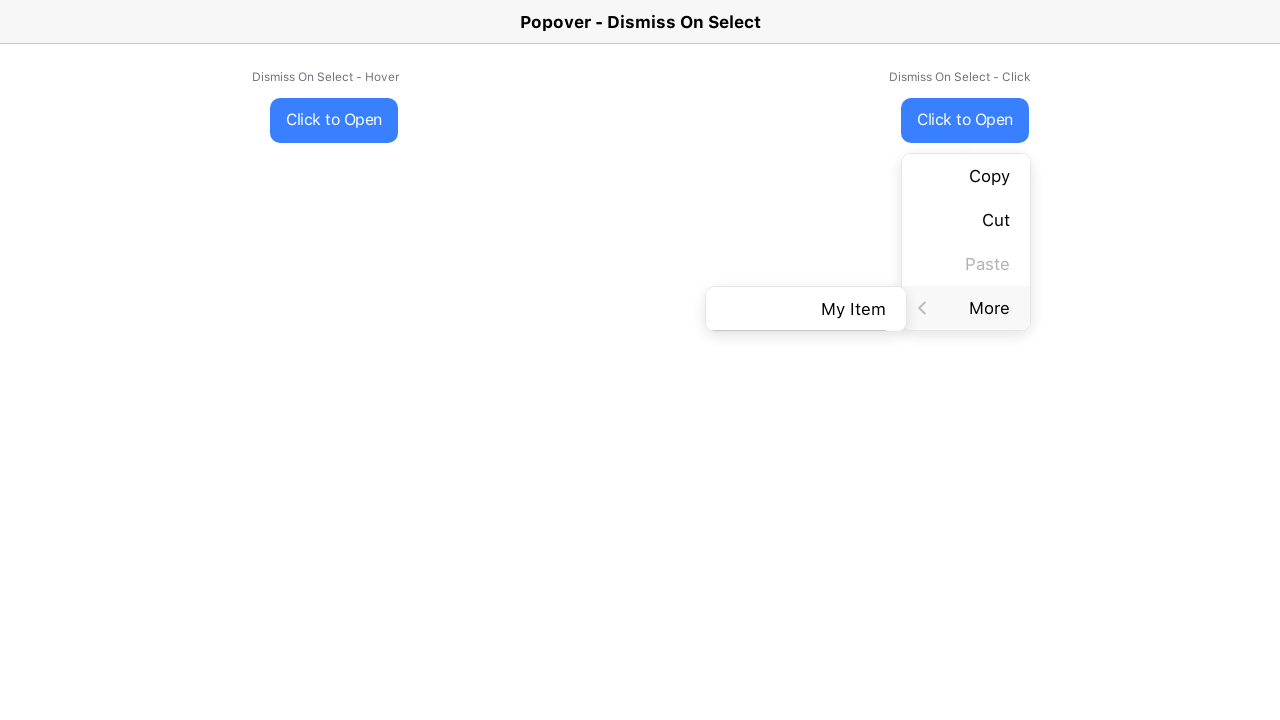 Popover - Dismiss On Select
Dismiss On Select - Hover
Click to Open
Dismiss On Select - Click
Click to Open
Copy
Cut
Paste
More
My Item